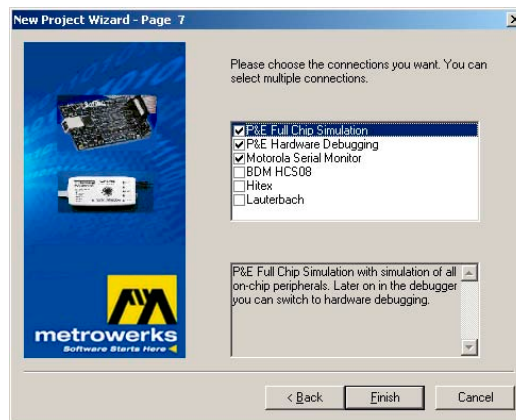 New Project Wizard - Page 7
Please choose the connections you want. You can
select multiple connections.
P&E Full Chip Simulation
P&E Hardware Debugging
Motorola Serial Monitor
BDM HCS08
Hitex
Lauterbach
P&E Full Chip Simulation with simulation of all
on-chip peripherals. Later on in the debugger
you can switch to hardware debugging.
metrowerks
Software Starts Here
< Back
Finish
Cancel